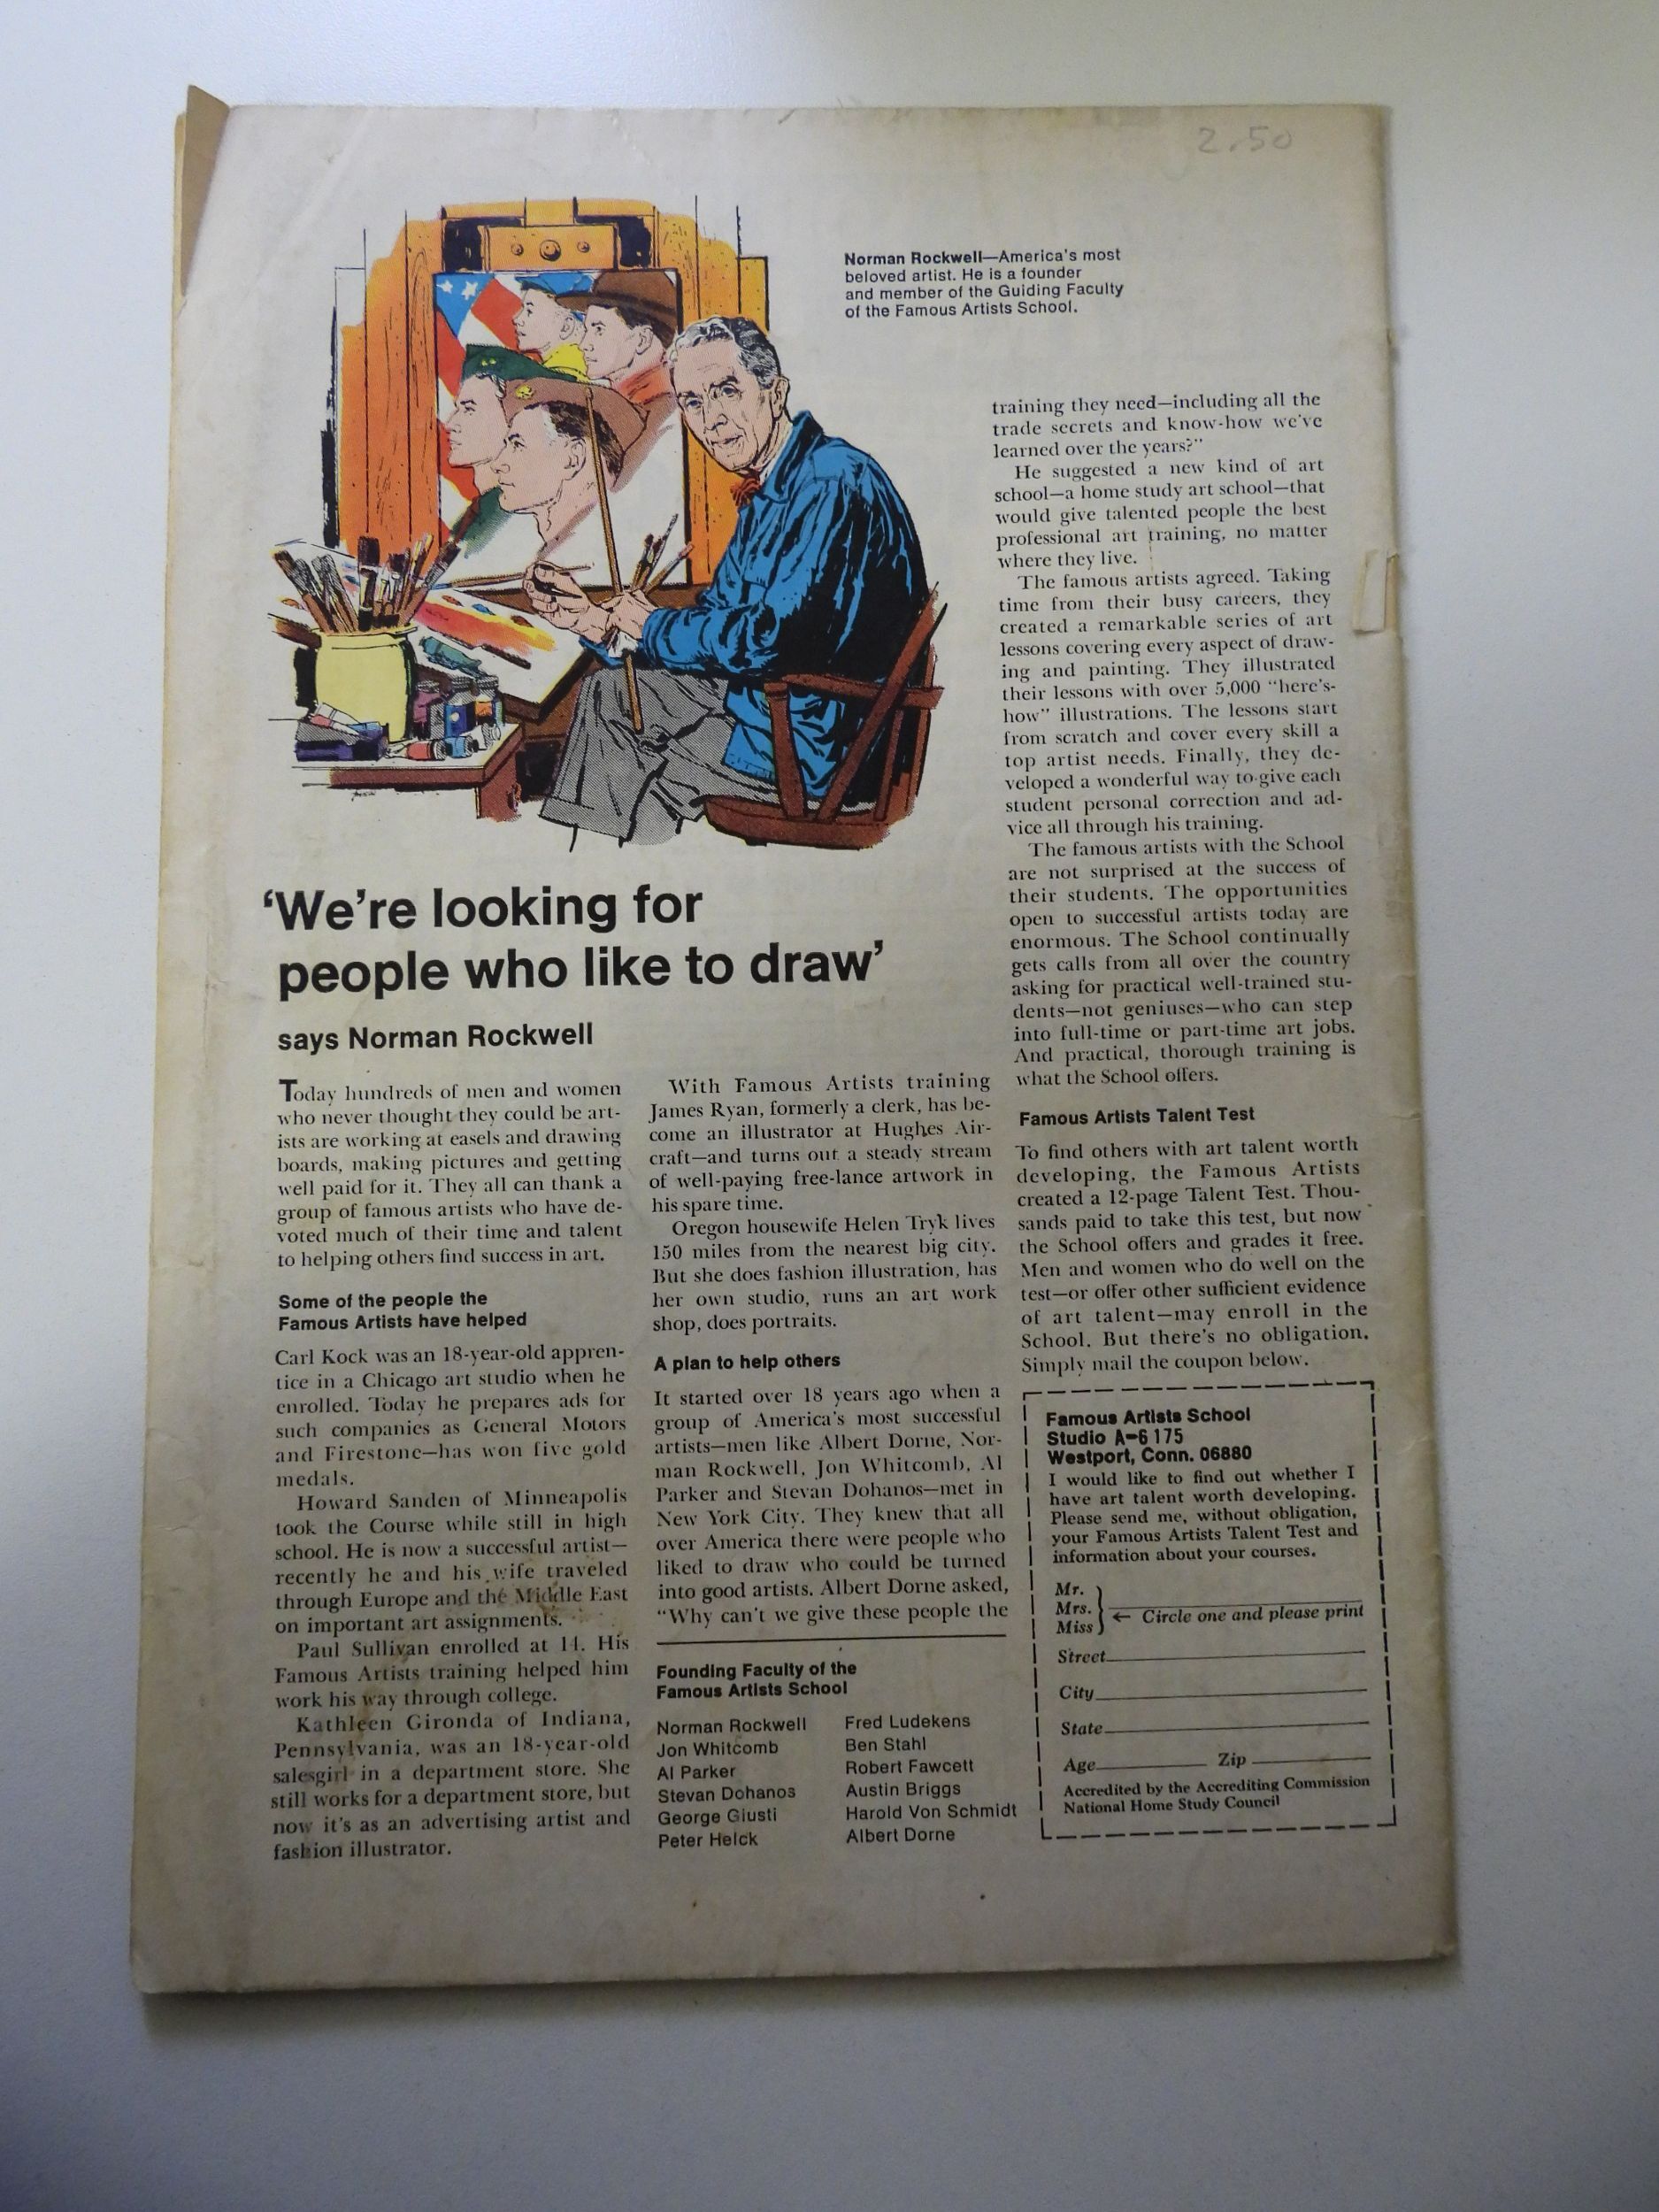 2.50
Norman Rockwell—America's most
beloved artist. He is a founder
and member of the Guiding Faculty
of the Famous Artists School.
'We're looking for
people who like to draw'
says Norman Rockwell
Today hundreds of men and women
who never thought they could be art-
ists are working at easels and drawing
boards, making pictures and getting
well paid for it. They all can thank a
group of famous artists who have de-
voted much of their time and talent
to helping others find success in art.
Some of the people the
Famous Artists have helped
Carl Kock was an 18-year-old appren-
tice in a Chicago art studio when he
enrolled. Today he prepares ads for
such companies as General Motors
and Firestone—has won five gold
medals.
Howard Sanden of Minneapolis
took the Course while still in high
school. He is now a successful artist—
recently he and his wife traveled
through Europe and the Middle East
on important art assignments.
Paul Sullivan enrolled at 14. His
Famous Artists training helped him
work his way through college.
Kathleen Gironda of Indiana,
Pennsylvania, was an 18-year-old
salesgirl in a department store. She
still works for a department store, but
now it's as an advertising artist and
fashion illustrator.
With Famous Artists training
James Ryan, formerly a clerk, has be-
come an illustrator at Hughes Air-
craft—and turns out a steady stream
of well-paying free-lance artwork in
his spare time.
Oregon housewife Helen Tryk lives
150 miles from the nearest big city.
But she does fashion illustration, has
her own studio, runs an art work
shop, does portraits.
A plan to help others
It started over 18 years ago when a
group of America's most successful
artists—men like Albert Dorne, Nor-
man Rockwell, Jon Whitcomb, Al
Parker and Stevan Dohanos—met in
New York City. They knew that all
over America there were people who
liked to draw who could be turned
into good artists. Albert Dorne asked,
"Why can't we give these people the
Founding Faculty of the
Famous Artists School
Norman Rockwell
Jon Whitcomb
Al Parker
Stevan Dohanos
George Giusti
Peter Helck
Fred Ludekens
Ben Stahl
Robert Fawcett
Austin Briggs
Harold Von Schmidt
Albert Dorne
training they need—including all the
trade secrets and know-how we've
learned over the years?"
He suggested a new kind of art
school—a home study art school—that
would give talented people the best
professional art training, no matter
where they live.
The famous artists agreed. Taking
time from their busy careers, they
created a remarkable series of art
lessons covering every aspect of draw-
ing and painting. They illustrated
their lessons with over 5,000 "here's-
how" illustrations. The lessons start
from scratch and cover every skill a
top artist needs. Finally, they de-
veloped a wonderful way to give each
student personal correction and ad-
vice all through his training.
The famous artists with the School
are not surprised at the success of
their students. The opportunities
open to successful artists today are
enormous. The School continually
gets calls from all over the country
asking for practical well-trained stu-
dents—not geniuses—who can step
into full-time or part-time art jobs.
And practical, thorough training is
what the School offers.
Famous Artists Talent Test
To find others with art talent worth
developing, the Famous Artists
created a 12-page Talent Test. Thou-
sands paid to take this test, but now
the School offers and grades it free.
Men and women who do well on the
test—or offer other sufficient evidence
of art talent—may enroll in the
School. But there's no obligation.
Simply mail the coupon below.
Famous Artists School
Studio A-6175
Westport, Conn. 06880
I would like to find out whether I
have art talent worth developing.
Please send me, without obligation,
your Famous Artists Talent Test and
information about your courses.
Mr.
Mrs.
Miss
← Circle one and please print
Street
City
State
Age Zip
Accredited by the Accrediting Commission
National Home Study Council